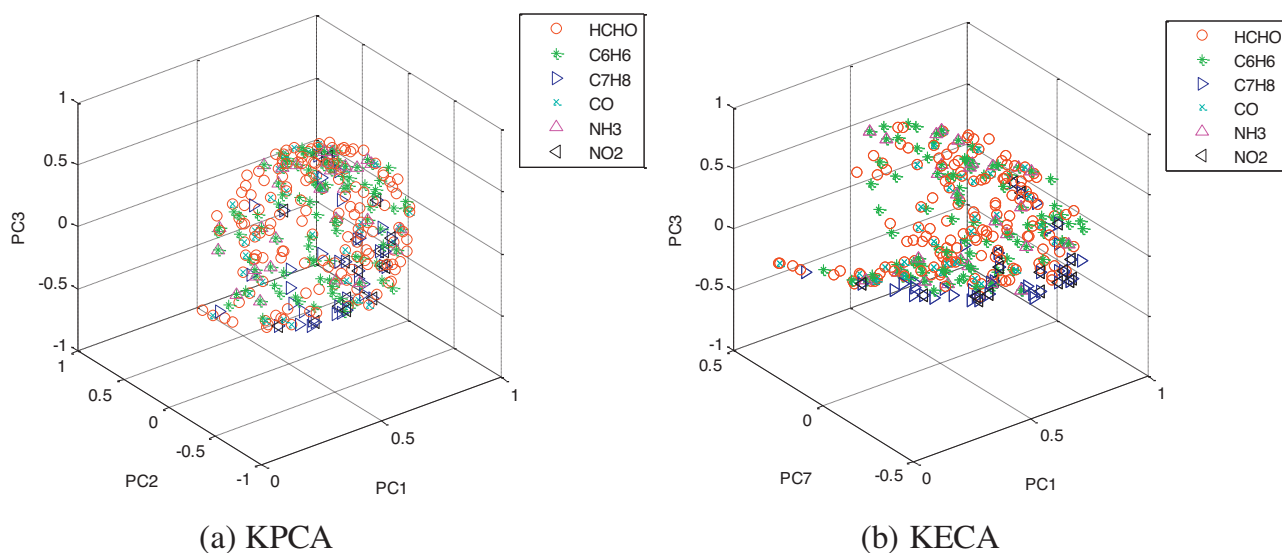 HCHO
C6H6
C7H8
CO
NH3
NO2
1
0.5
0
-0.5
-1
PC3
1
0.5
0
-0.5
-1
PC2
0
0.5
1
PC1
(a) KPCA
HCHO
C6H6
C7H8
CO
NH3
NO2
1
0.5
0
-0.5
-1
PC3
0.5
0
-0.5
PC7
0
0.5
1
PC1
(b) KECA